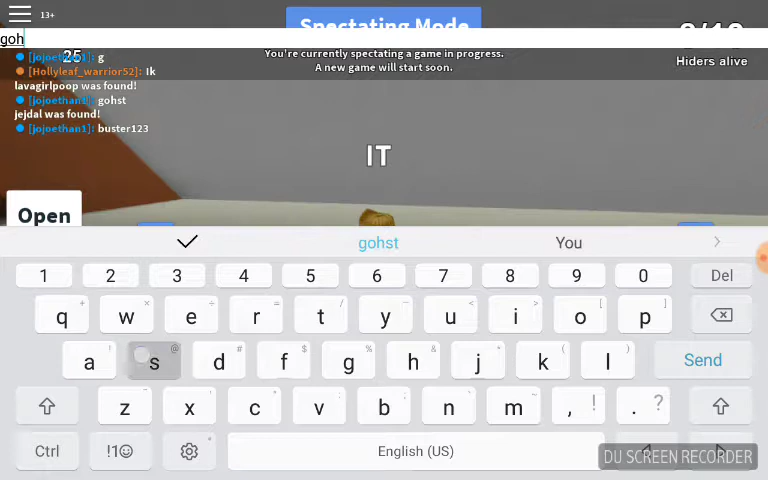 13+
Spectating Mode
goh
25
You're currently spectating a game in progress.
A new game will start soon.
Hiders alive
[jojoethan1]: g
[Hollyleaf_warrior52]: Ik
lavagirlpoop was found!
[jojoethan1]: gohst
jejdal was found!
[jojoethan1]: buster123
IT
Open
gohst You >
1 2 3 4 5 6 7 8 9 0 Del
q w e r t y u i o p
a s d f g h j k l Send
z x c v b n m , ! . ?
Ctrl !1☺ English (US)
DU SCREEN RECORDER